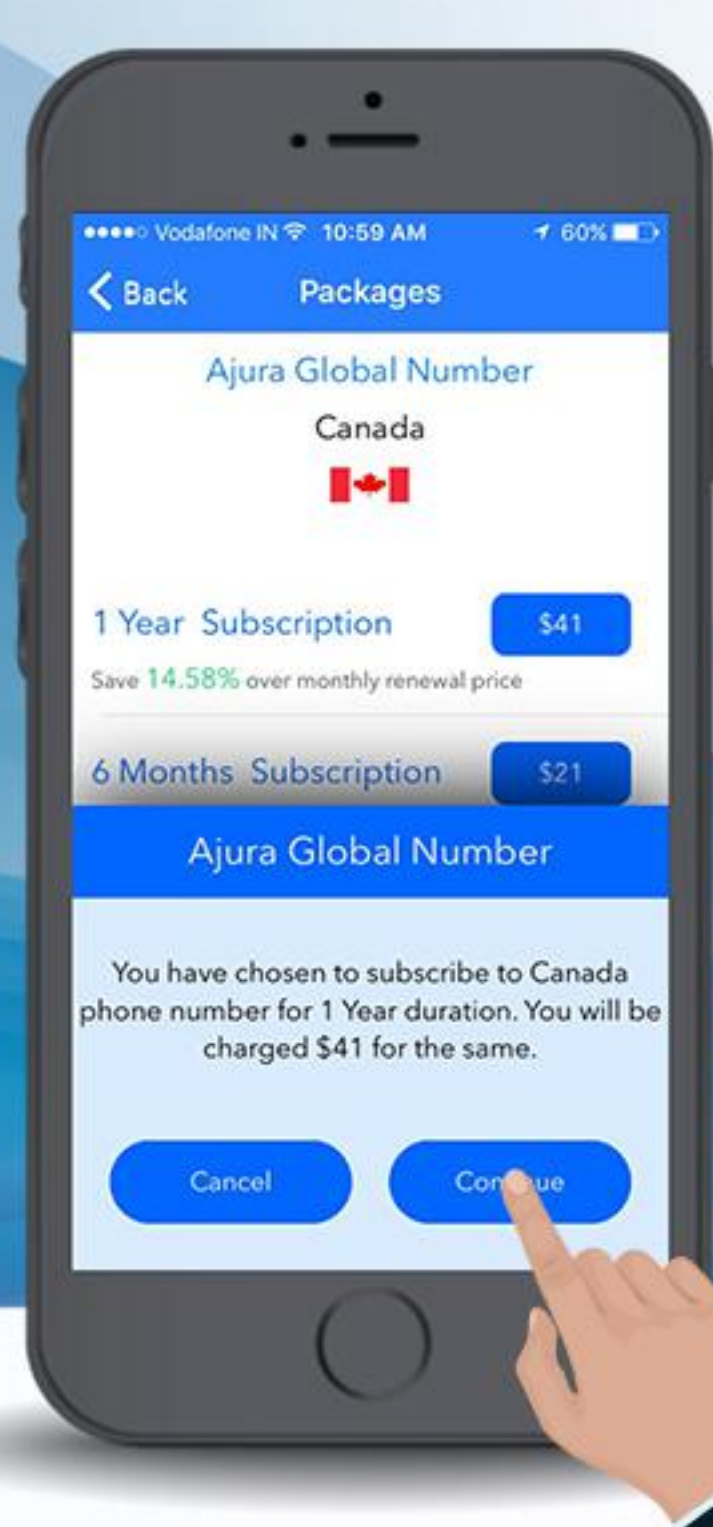 Vodafone IN 10:59 AM 60%
Back Packages
Ajura Global Number
Canada
1 Year Subscription $41
Save 14.58% over monthly renewal price
6 Months Subscription $21
Ajura Global Number
You have chosen to subscribe to Canada
phone number for 1 Year duration. You will be
charged $41 for the same.
Cancel